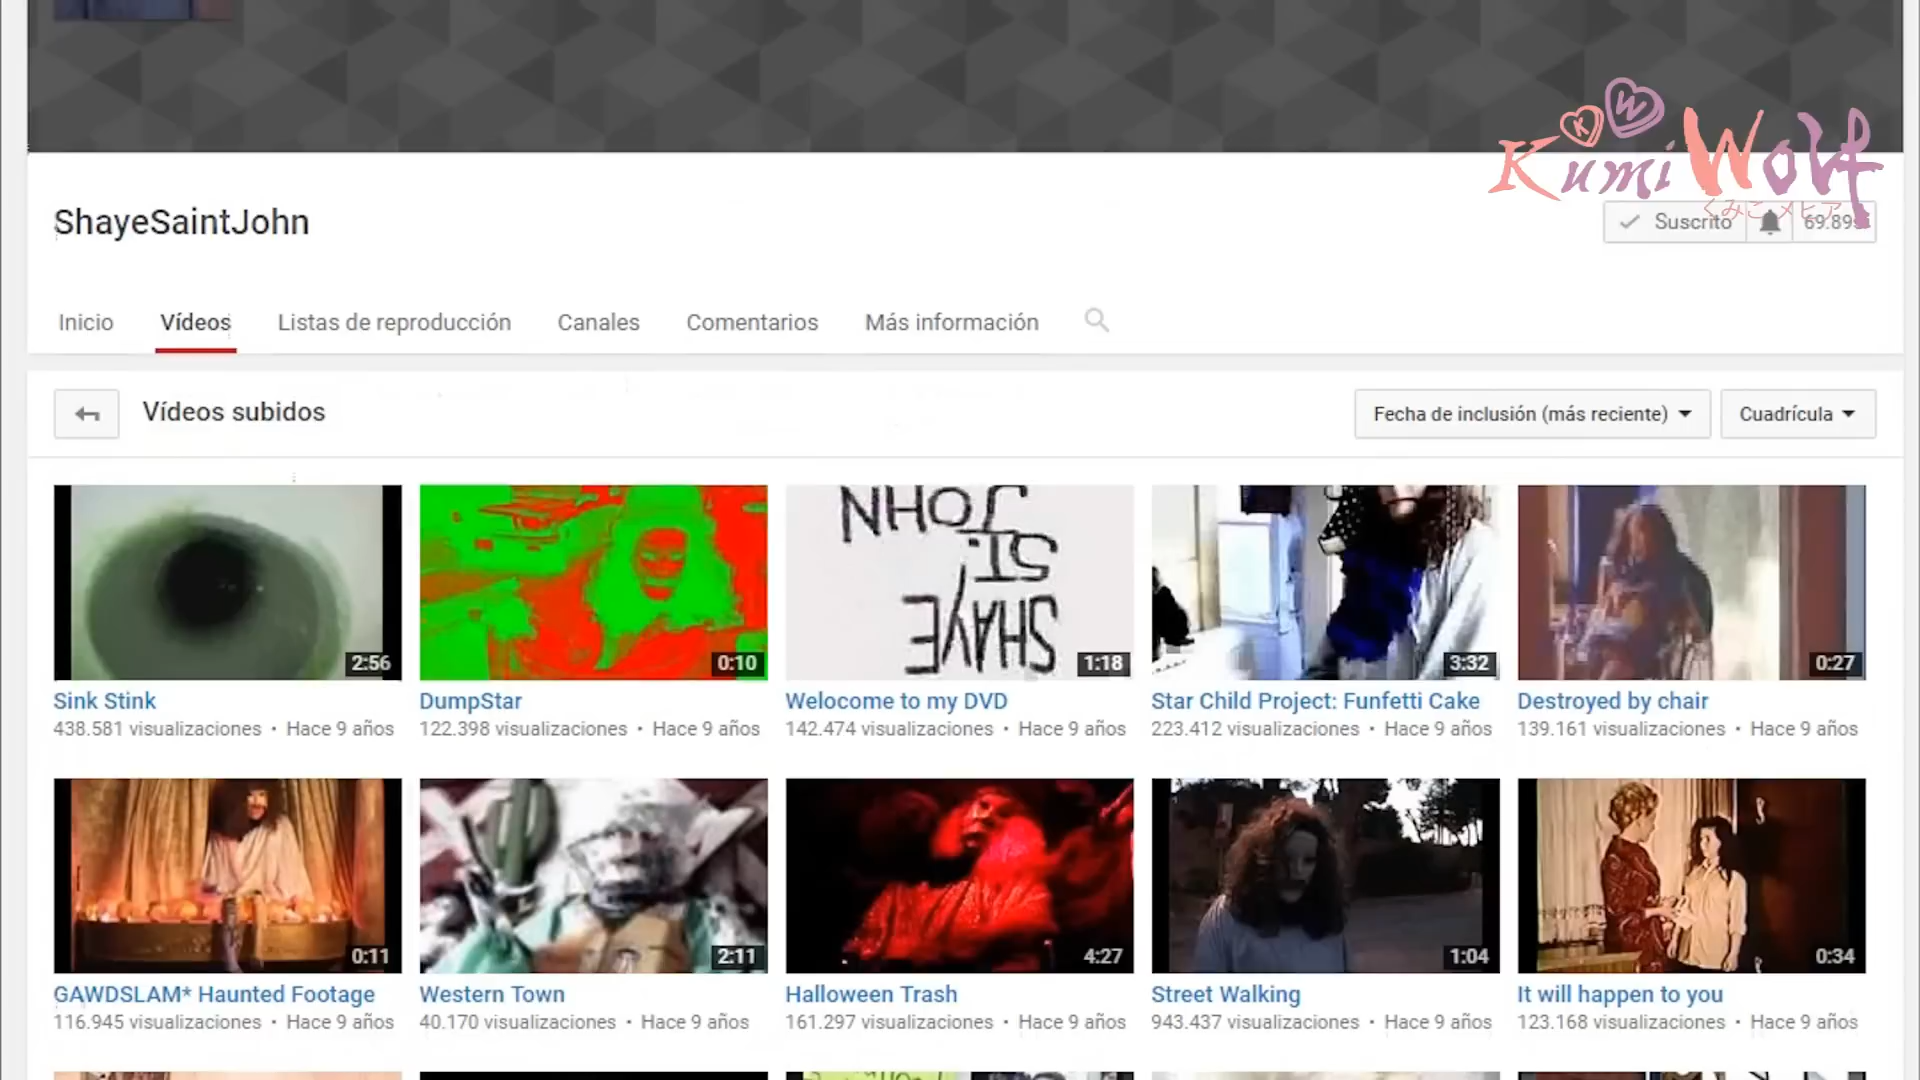 K W
Kumi Wolf
ShayeSaintJohn
Suscrito
Inicio Vídeos Listas de reproducción Canales Comentarios Más información
Vídeos subidos
Fecha de inclusión (más reciente) Cuadrícula
SHAYE
ST.
JOHN
2:56 0:10 1:18 3:32 0:27
Sink Stink DumpStar Welocome to my DVD Star Child Project: Funfetti Cake Destroyed by chair
438.581 visualizaciones • Hace 9 años 122.398 visualizaciones • Hace 9 años 142.474 visualizaciones • Hace 9 años 223.412 visualizaciones • Hace 9 años 139.161 visualizaciones • Hace 9 años
0:11 2:11 4:27 1:04 0:34
GAWDSLAM* Haunted Footage Western Town Halloween Trash Street Walking It will happen to you
116.945 visualizaciones • Hace 9 años 40.170 visualizaciones • Hace 9 años 161.297 visualizaciones • Hace 9 años 943.437 visualizaciones • Hace 9 años 123.168 visualizaciones • Hace 9 años